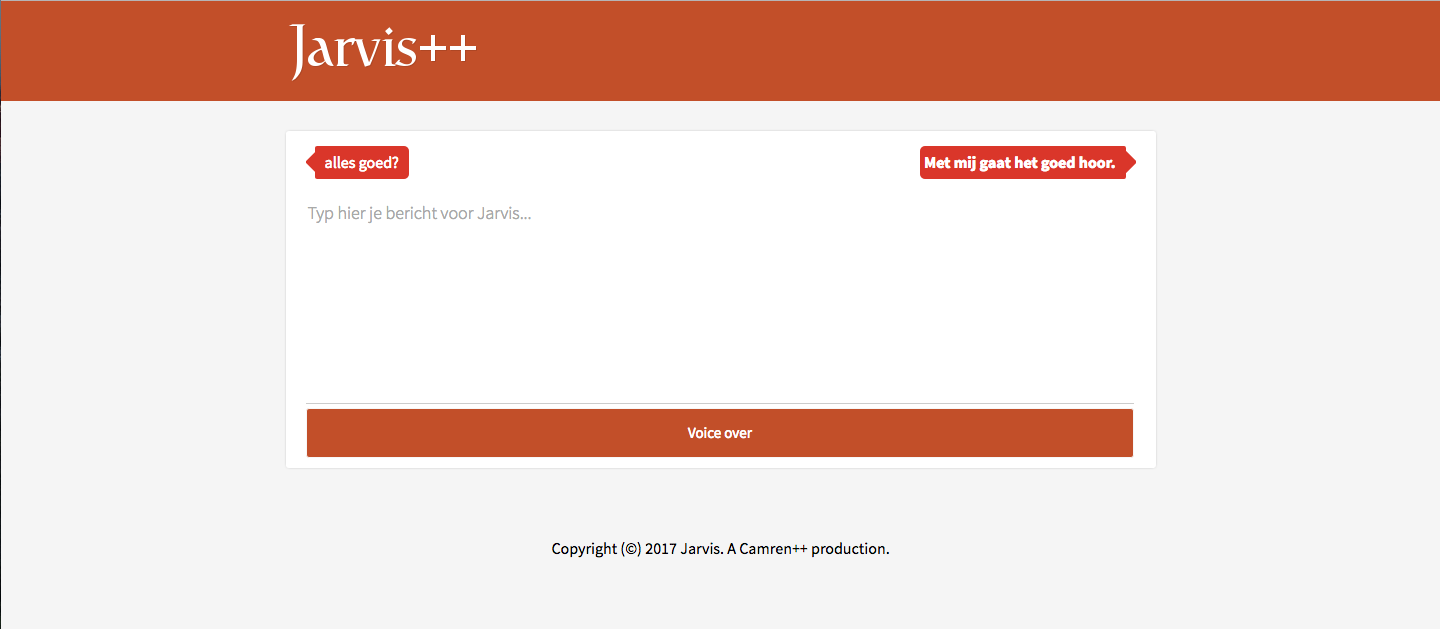 Jarvis++
alles goed?
Met mij gaat het goed hoor.
Typ hier je bericht voor Jarvis...
Voice over
Copyright (©) 2017 Jarvis. A Camren++ production.